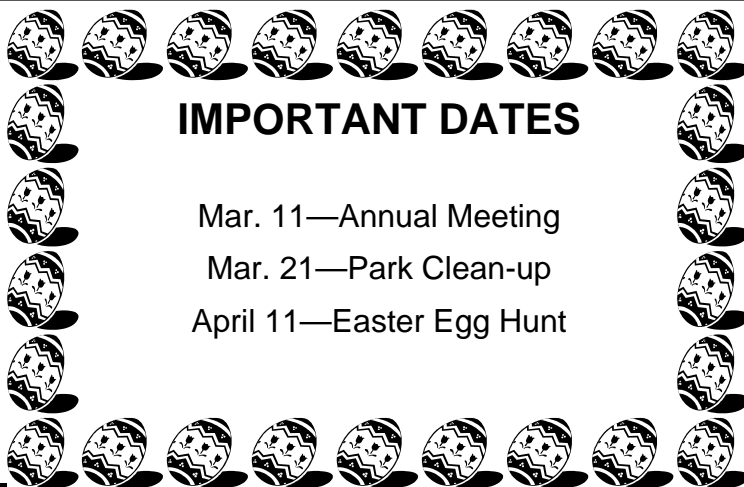 IMPORTANT DATES
Mar. 11—Annual Meeting
Mar. 21—Park Clean-up
April 11—Easter Egg Hunt